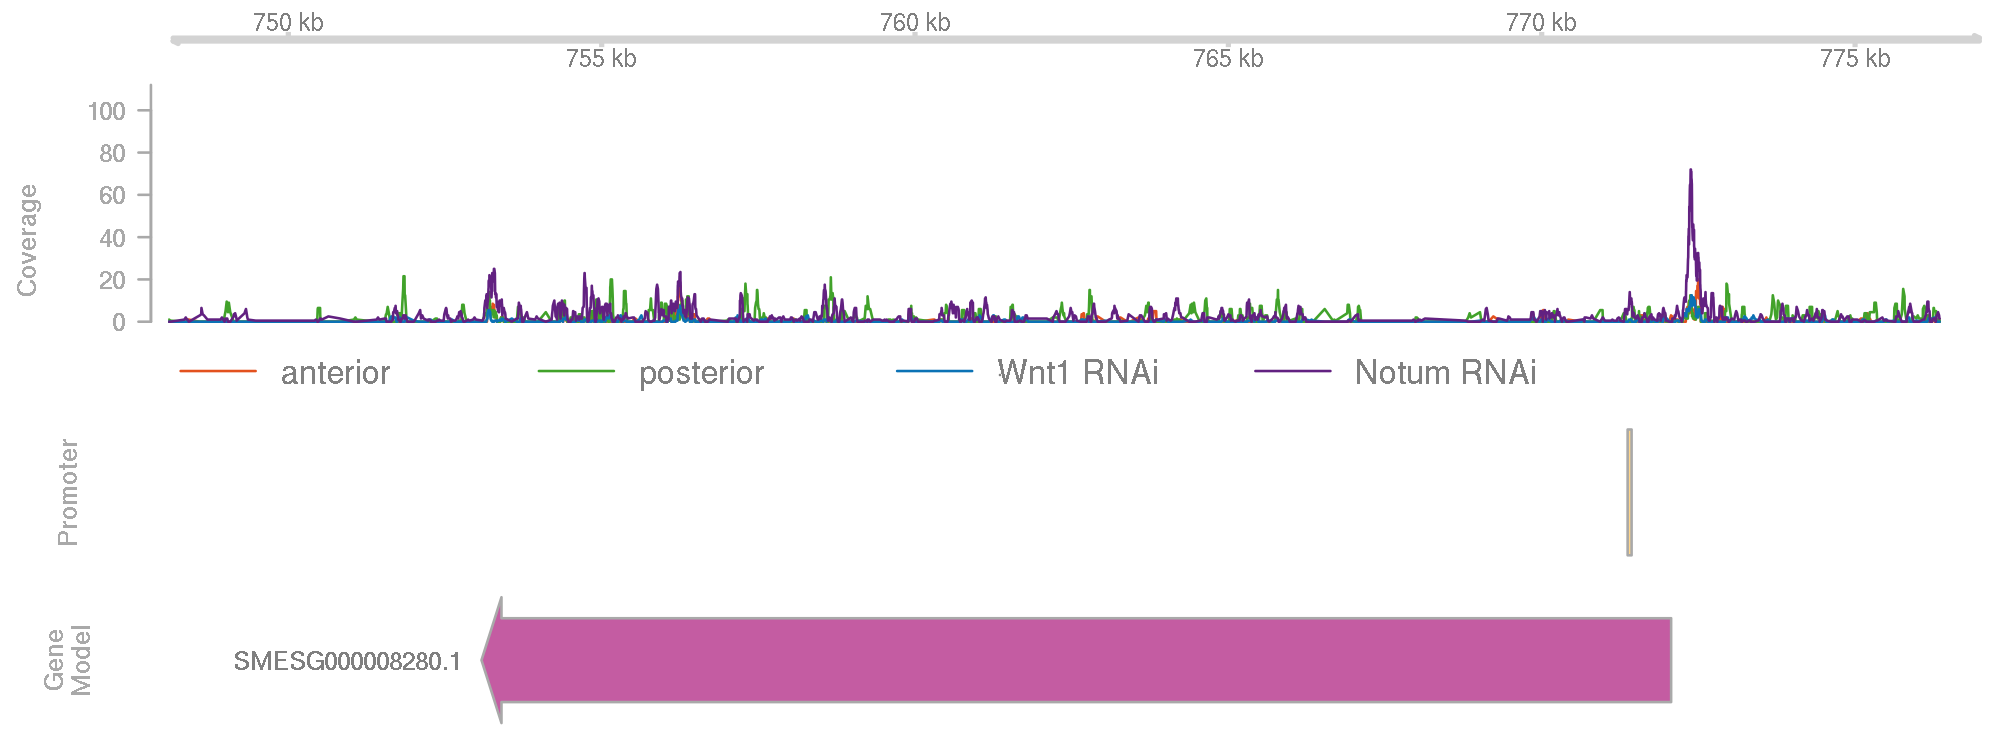 750 kb 760 kb 770 kb
755 kb 765 kb 775 kb
Coverage
100
80
60
40
20
0
anterior posterior Wnt1 RNAi Notum RNAi
Promoter
Gene
Model
SMESG000008280.1